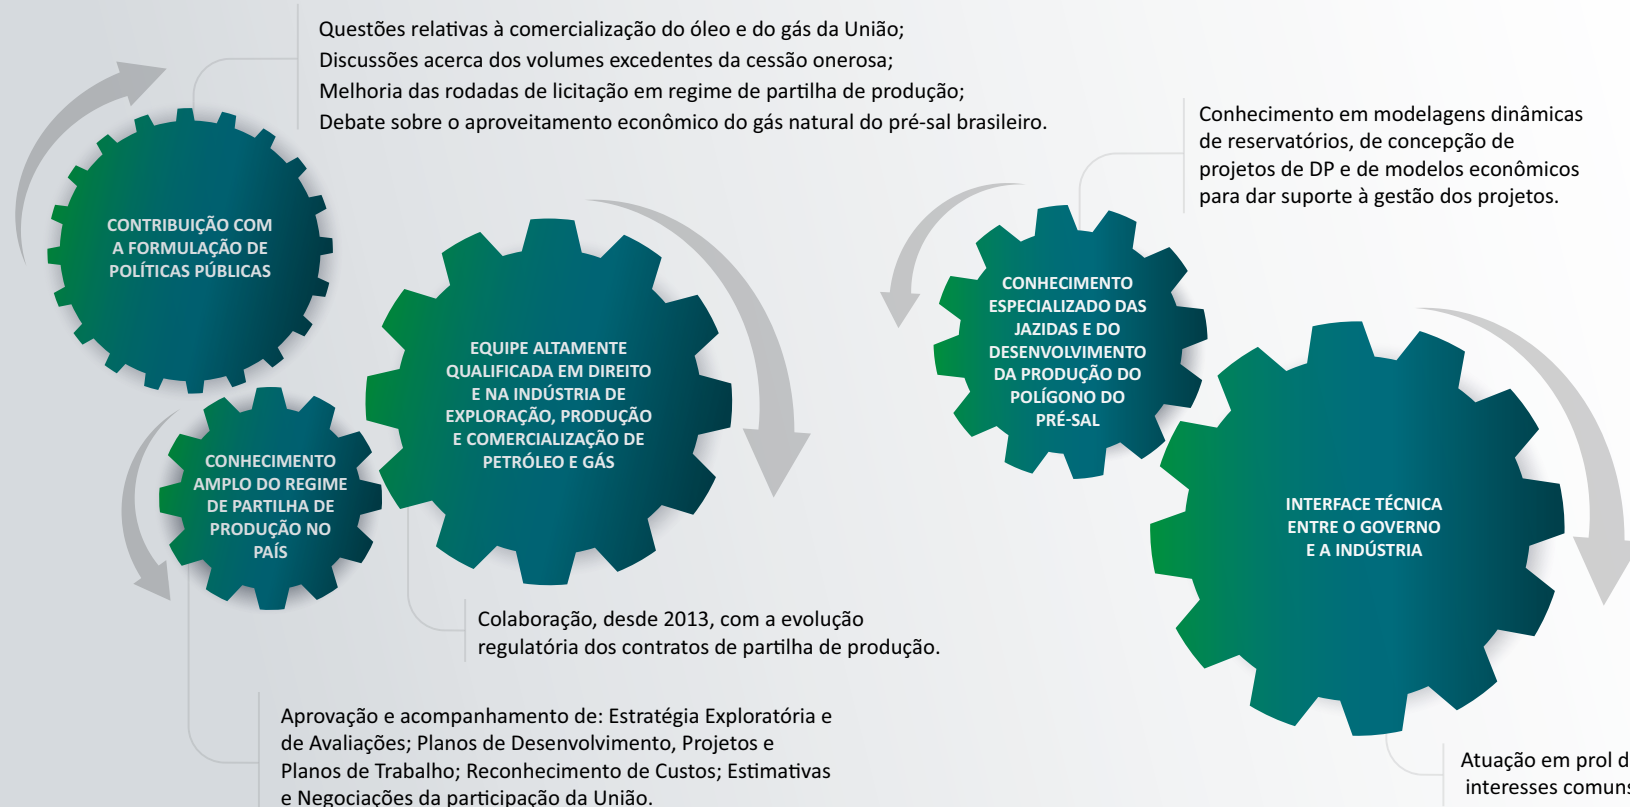 Questões relativas à comercialização do óleo e do gás da União;
Discussões acerca dos volumes excedentes da cessão onerosa;
Melhoria das rodadas de licitação em regime de partilha de produção;
Debate sobre o aproveitamento econômico do gás natural do pré-sal brasileiro.
CONTRIBUIÇÃO COM
A FORMULAÇÃO DE
POLÍTICAS PÚBLICAS
EQUIPE ALTAMENTE
QUALIFICADA EM DIREITO
E NA INDÚSTRIA DE
EXPLORAÇÃO, PRODUÇÃO
E COMERCIALIZAÇÃO DE
PETRÓLEO E GÁS
CONHECIMENTO
AMPLO DO REGIME
DE PARTILHA DE
PRODUÇÃO NO
PAÍS
Colaboração, desde 2013, com a evolução
regulatória dos contratos de partilha de produção.
Aprovação e acompanhamento de: Estratégia Exploratória e
de Avaliações; Planos de Desenvolvimento, Projetos e
Planos de Trabalho; Reconhecimento de Custos; Estimativas
e Negociações da participação da União.
Conhecimento em modelagens dinâmicas
de reservatórios, de concepção de
projetos de DP e de modelos econômicos
para dar suporte à gestão dos projetos.
CONHECIMENTO
ESPECIALIZADO DAS
JAZIDAS E DO
DESENVOLVIMENTO
DA PRODUÇÃO DO
POLÍGONO DO
PRÉ-SAL
INTERFACE TÉCNICA
ENTRE O GOVERNO
E A INDÚSTRIA
Atuação em prol d
interesses comuns